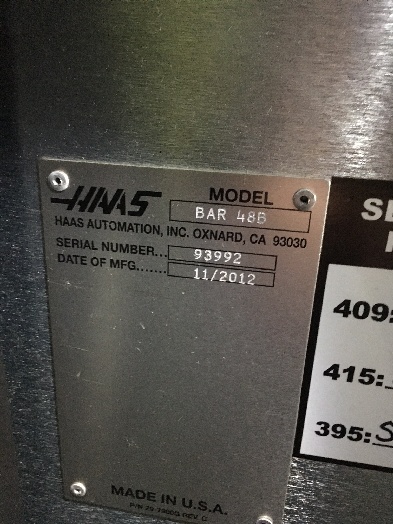 HAAS
MODEL
BAR 48B
HAAS AUTOMATION, INC. OXNARD, CA 93030
SERIAL NUMBER... 93992
DATE OF MFG....... 11/2012
MADE IN U.S.A.
SE
409:
415:
395: S